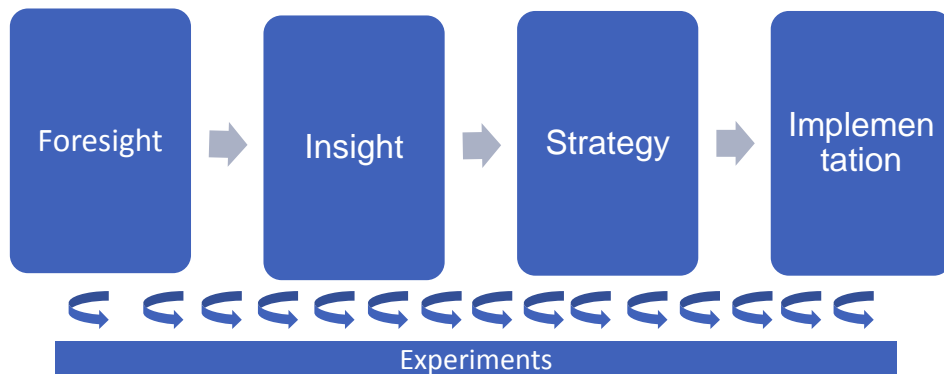 Foresight
Insight
Strategy
Implemen
tation
Experiments